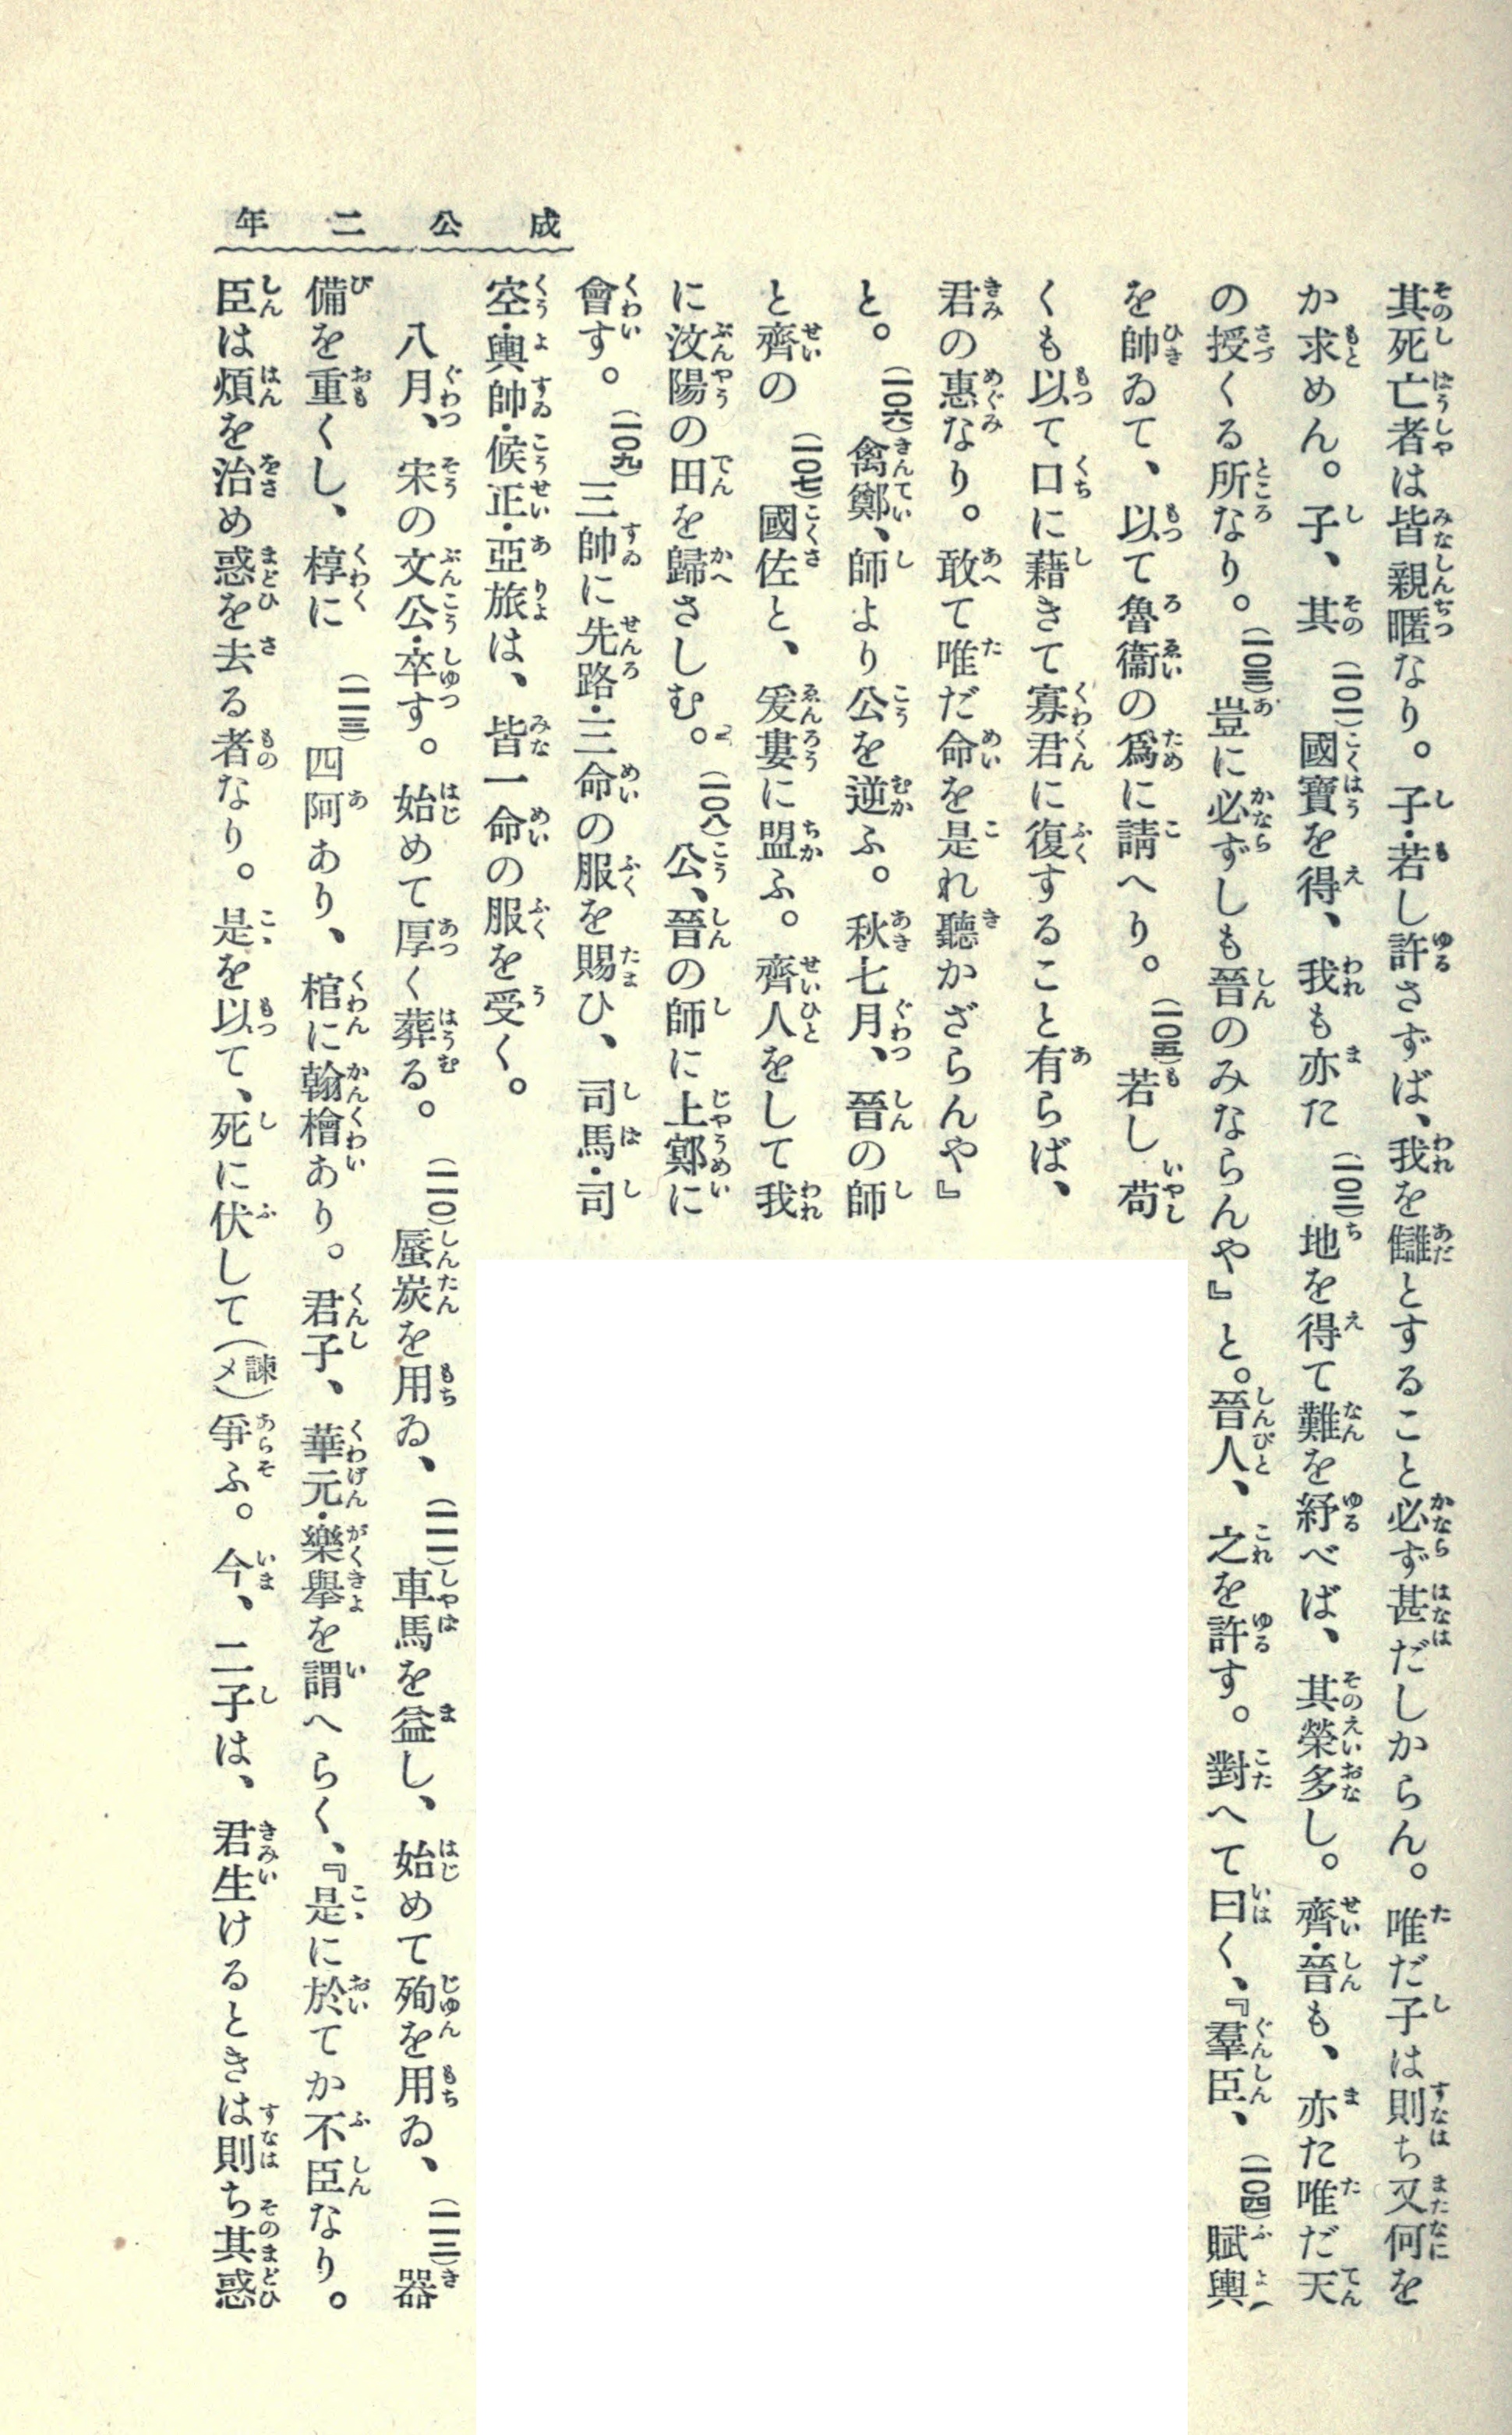 成公二年
其死亡者は皆親暱なり。子・若し許さずば、我を讎とすること必ず甚だしからん。唯だ子は則ち又何を
か求めん。子、其(一〇一)國寶を得、我も亦た(一〇二)地を得て難を紓べば、其榮多し。齊・晉も、亦た唯だ天
の授くる所なり。(一〇三)豈に必ずしも晉のみならんや』と。晉人、之を許す。對へて曰く、『羣臣、(一〇四)賦輿
を帥ゐて、以て魯衞の爲に請へり。(一〇五)若し苟
くも以て口に藉きて寡君に復すること有らば、
君の惠なり。敢て唯だ命を是れ聽かざらんや』
と。(一〇六)禽鄭、師より公を逆ふ。秋七月、晉の師
と齊の(一〇七)國佐と、爰婁に盟ふ。齊人をして我
に汶陽の田を歸さしむ。(一〇八)公、晉の師に上鄍に
會す。(一〇九)三帥に先路・三命の服を賜ひ、司馬・司
空・輿帥・候正・亞旅は、皆一命の服を受く。
八月、宋の文公・卒す。始めて厚く葬る。(一一〇)蜃炭を用ゐ、(一一一)車馬を益し、始めて殉を用ゐ、(一一二)器
備を重くし、椁に(一一三)四阿あり、棺に翰檜あり。君子、華元・樂擧を謂へらく、『是に於てか不臣なり。
臣は煩を治め惑を去る者なり。是を以て、死に伏して(諫メ)爭ふ。今、二子は、君生けるときは則ち其惑